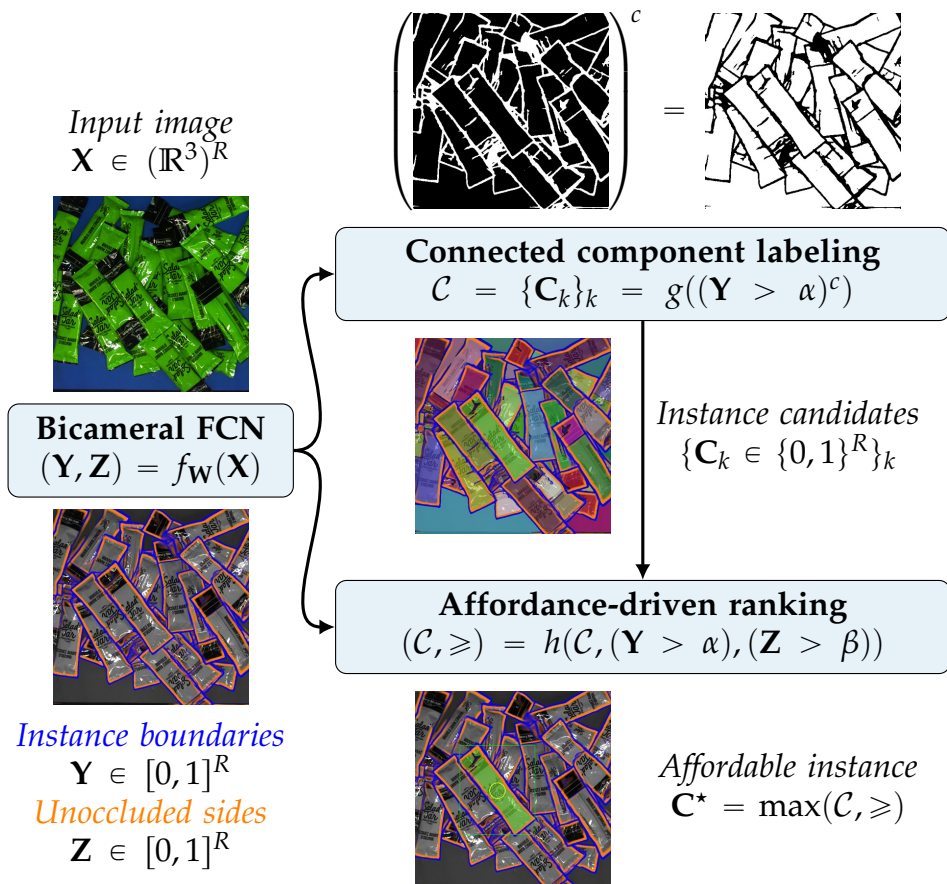 c
=
Input image
X ∈ (ℝ³)^R
Connected component labeling
𝒞 = {C_k}_k = g((Y > α)^c)
Bicameral FCN
(Y, Z) = f_W(X)
Instance candidates
{C_k ∈ {0, 1}^R}_k
Affordance-driven ranking
(𝒞, ⩾) = h(𝒞, (Y > α), (Z > β))
Instance boundaries
Y ∈ [0, 1]^R
Unoccluded sides
Z ∈ [0, 1]^R
Affordable instance
C⋆ = max(𝒞, ⩾)